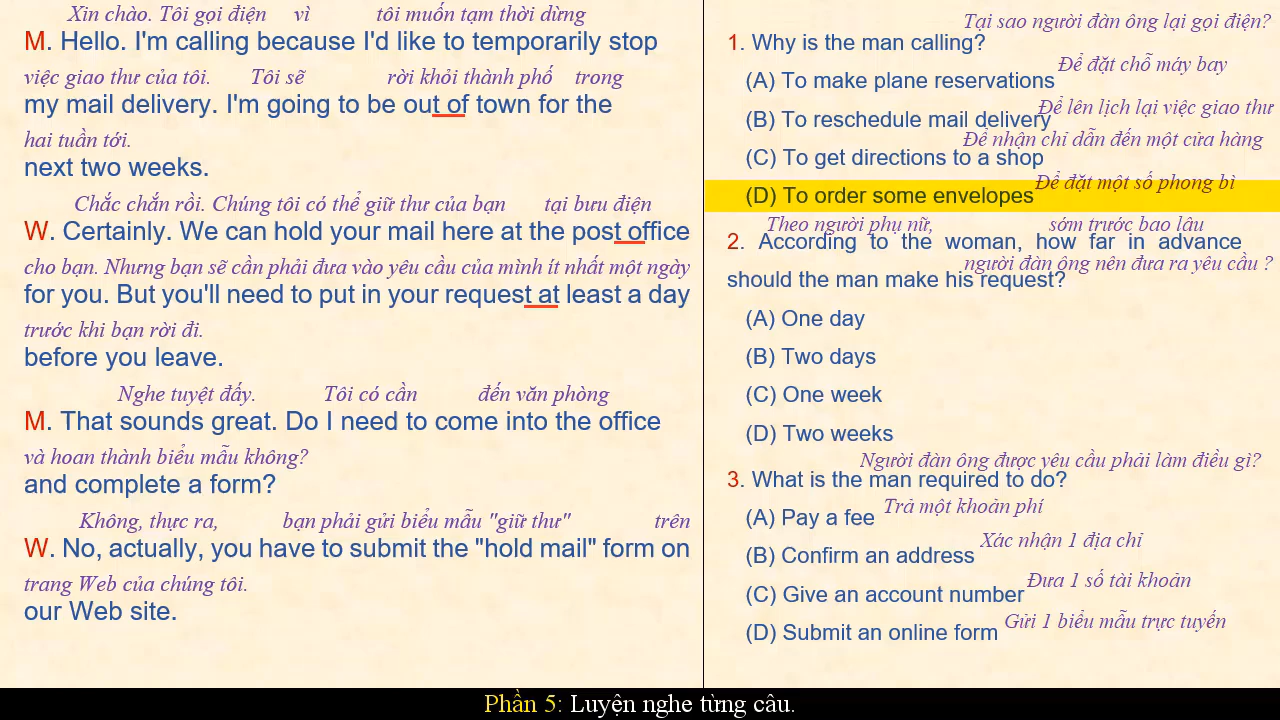 Xin chào. Tôi gọi điện vì tôi muốn tạm thời dừng
M. Hello. I'm calling because I'd like to temporarily stop
việc giao thư của tôi. Tôi sẽ rời khỏi thành phố trong
my mail delivery. I'm going to be out of town for the
hai tuần tới.
next two weeks.
Chắc chắn rồi. Chúng tôi có thể giữ thư của bạn tại bưu điện
W. Certainly. We can hold your mail here at the post office
cho bạn. Nhưng bạn sẽ cần phải đưa vào yêu cầu của mình ít nhất một ngày
for you. But you'll need to put in your request at least a day
trước khi bạn rời đi.
before you leave.
Nghe tuyệt đấy. Tôi có cần đến văn phòng
M. That sounds great. Do I need to come into the office
và hoan thành biểu mẫu không?
and complete a form?
Không, thực ra, bạn phải gửi biểu mẫu "giữ thư" trên
W. No, actually, you have to submit the "hold mail" form on
trang Web của chúng tôi.
our Web site.
Tại sao người đàn ông lại gọi điện?
1. Why is the man calling?
Để đặt chỗ máy bay
(A) To make plane reservations
Để lên lịch lại việc giao thư
(B) To reschedule mail delivery
Để nhận chỉ dẫn đến một cửa hàng
(C) To get directions to a shop
Để đặt một số phong bì
(D) To order some envelopes
Theo người phụ nữ, sớm trước bao lâu
2. According to the woman, how far in advance
người đàn ông nên đưa ra yêu cầu ?
should the man make his request?
(A) One day
(B) Two days
(C) One week
(D) Two weeks
Người đàn ông được yêu cầu phải làm điều gì?
3. What is the man required to do?
(A) Pay a fee Trả một khoản phí
(B) Confirm an address Xác nhận 1 địa chỉ
(C) Give an account number Đưa 1 số tài khoản
(D) Submit an online form Gửi 1 biểu mẫu trực tuyến
Phần 5: Luyện nghe từng câu.